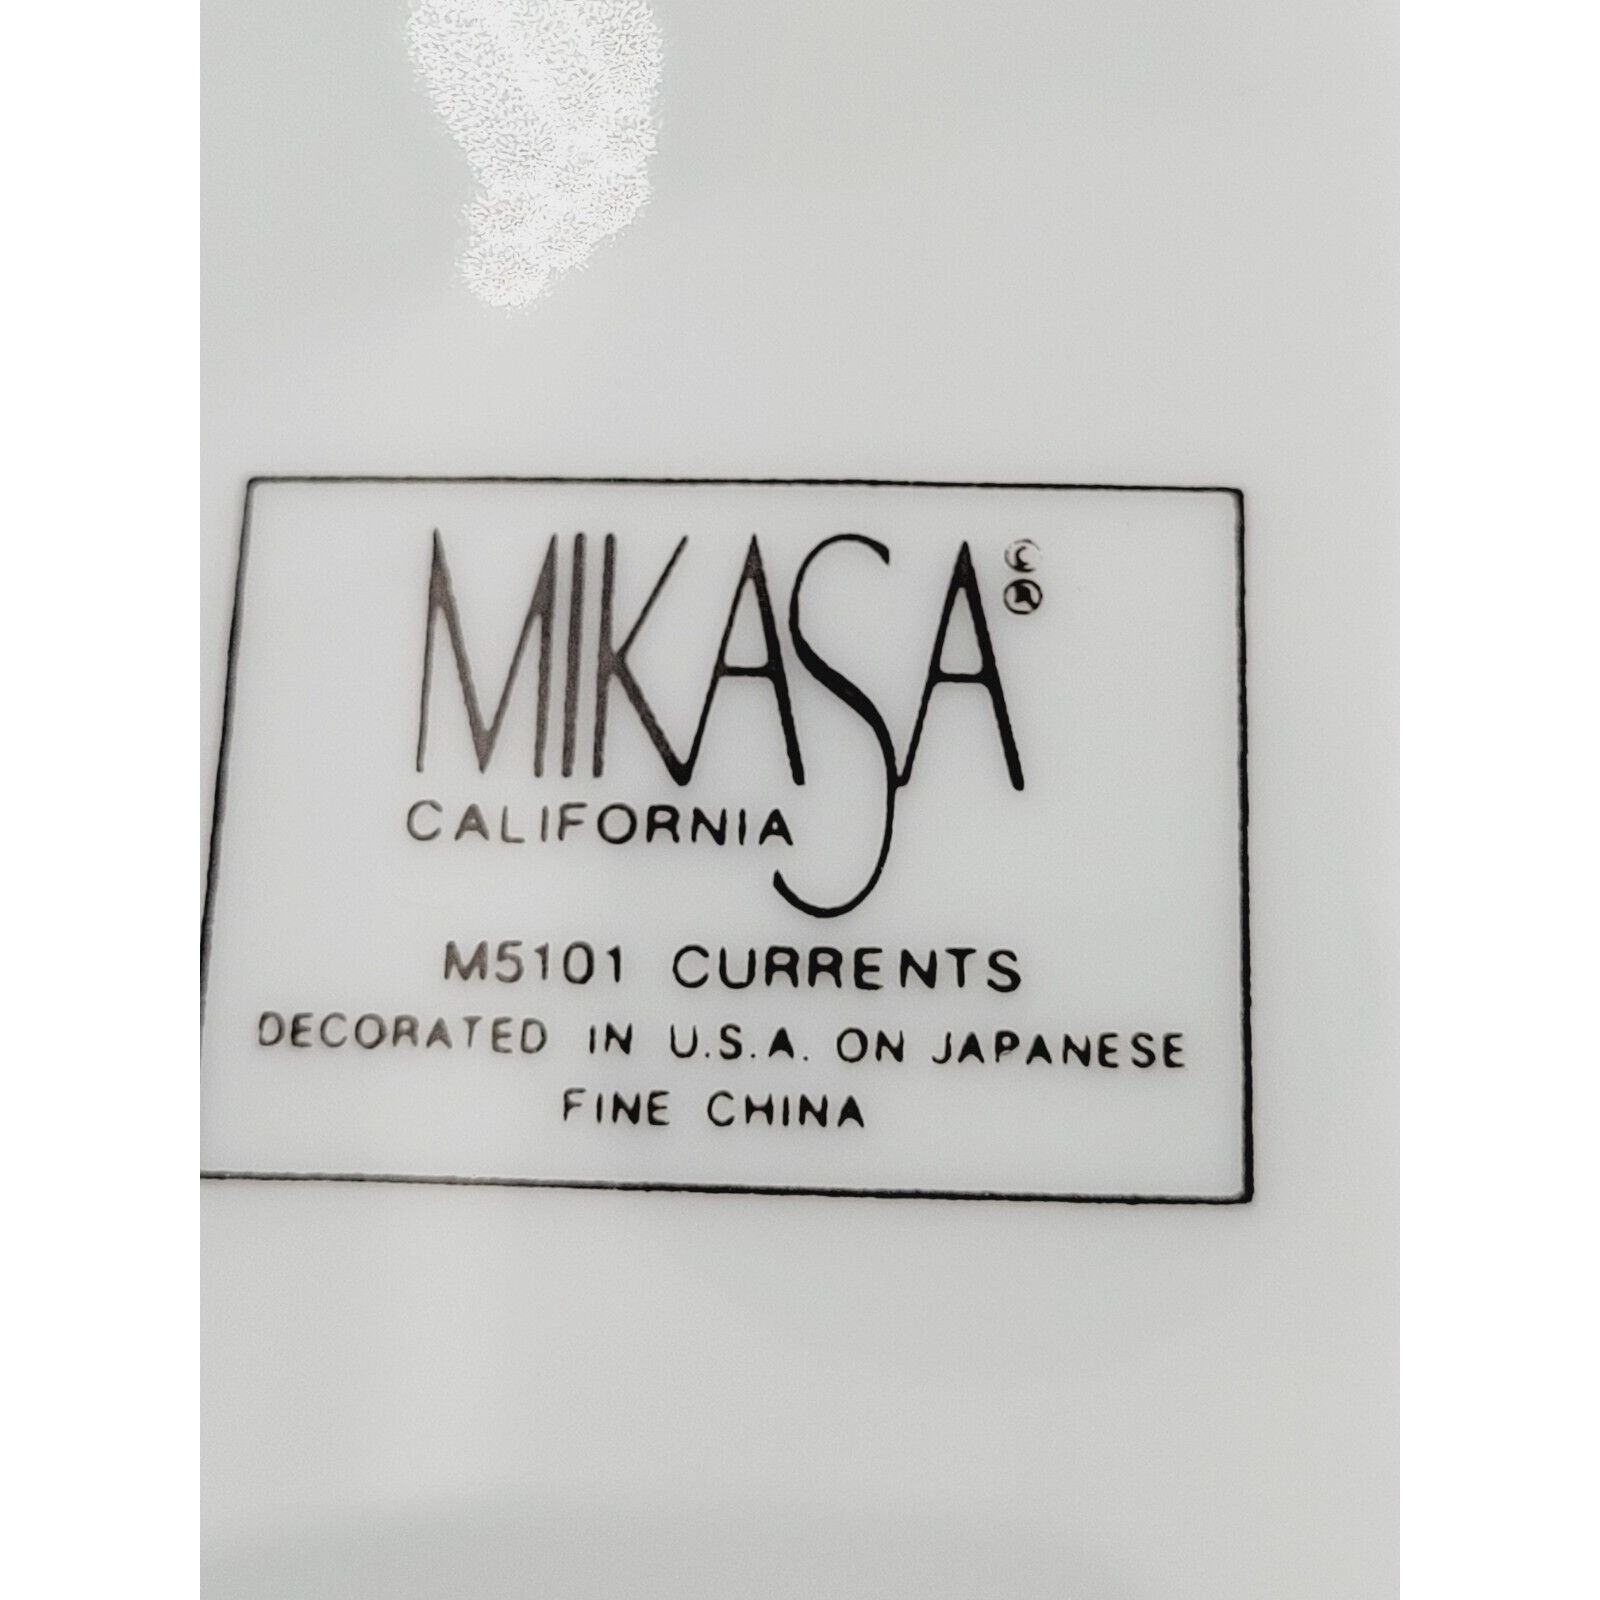 MIKASA © ®
CALIFORNIA
M5101 CURRENTS
DECORATED IN U.S.A. ON JAPANESE
FINE CHINA